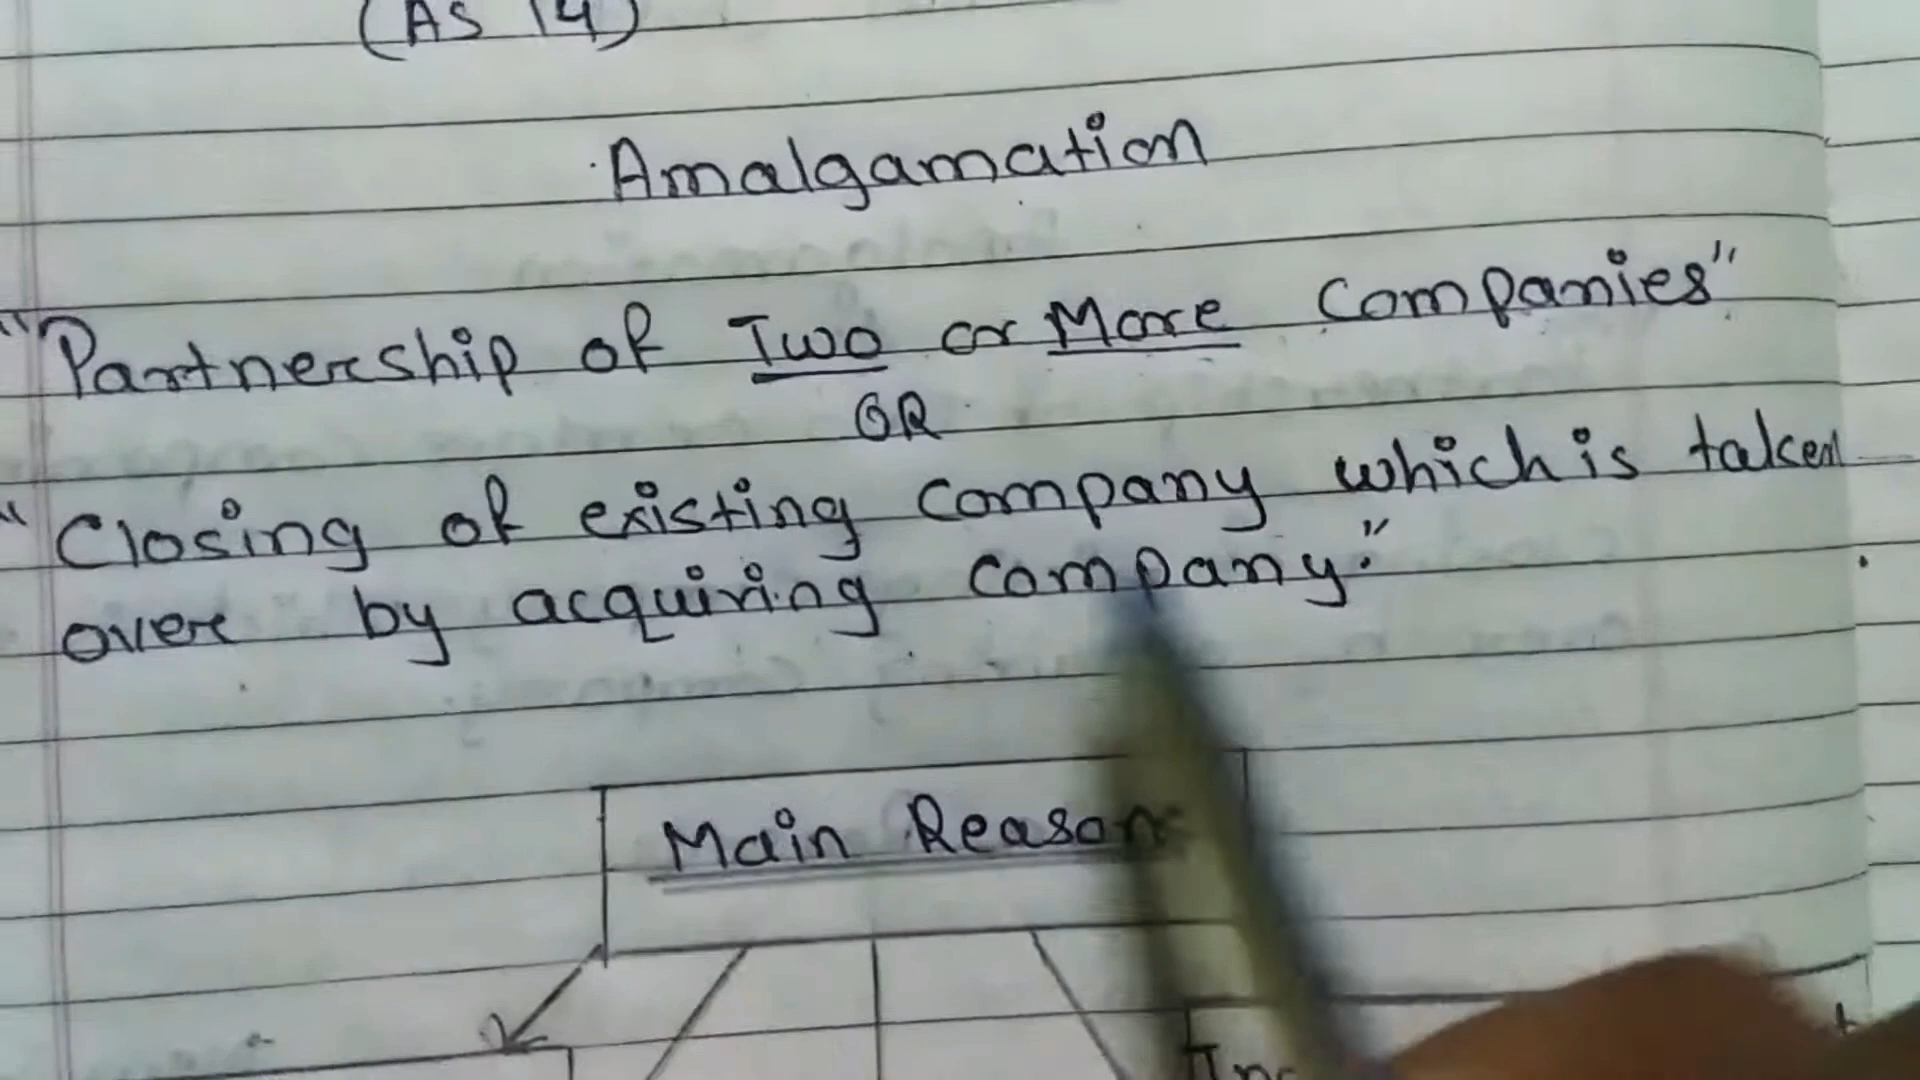 (AS 14)
Amalgamation
"Partnership of Two or More Companies"
OR
"Closing of existing Company which is taken
over by acquiring Company."
Main Reasons